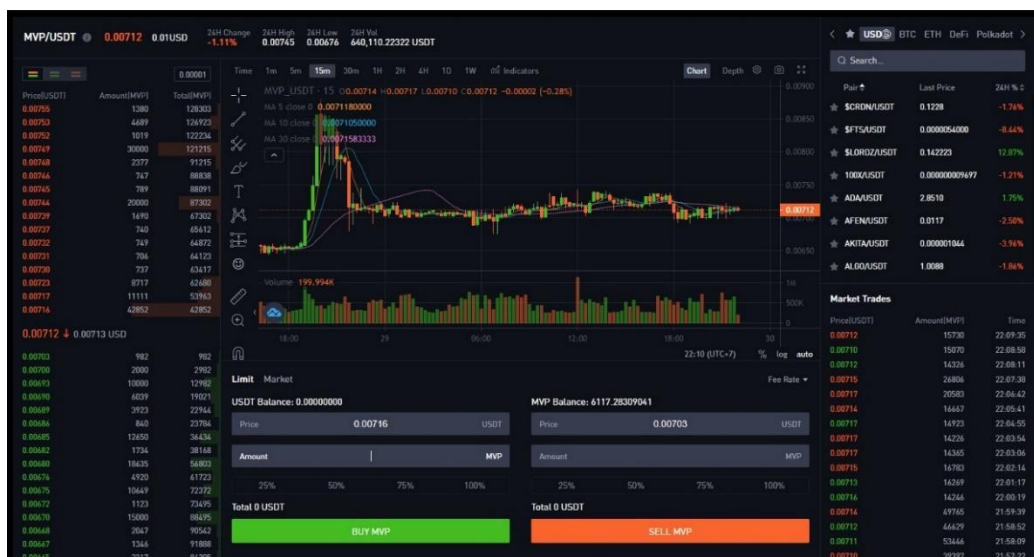 MVP/USDT 0.00712 0.01USD
24H Change 24H High 24H Low 24H Vol
-1.11% 0.00745 0.00676 640,110.22322 USDT
0.00001
Price(USDT) Amount(MVP) Total(MVP)
0.00755 1380 128303
0.00753 4689 126923
0.00752 1019 122234
0.00749 30000 121215
0.00748 2377 91215
0.00746 747 88838
0.00745 789 88091
0.00744 20000 87302
0.00739 1690 67302
0.00737 740 65612
0.00732 749 64872
0.00731 706 64123
0.00730 737 63417
0.00723 8717 62680
0.00717 11111 53963
0.00716 42852 42852
0.00712 ↓ 0.00713 USD
0.00703 982 982
0.00700 2000 2982
0.00693 10000 12982
0.00690 6039 19021
0.00689 3923 22944
0.00686 840 23784
0.00685 12650 36434
0.00682 1734 38168
0.00680 18635 56803
0.00676 4920 61723
0.00675 10649 72372
0.00672 1123 73495
0.00670 15000 88495
0.00668 2047 90542
0.00667 1346 91888
Time 1m 5m 15m 30m 1H 2H 4H 1D 1W Indicators Chart Depth
MVP_USDT · 15 O0.00714 H0.00717 L0.00710 C0.00712 -0.00002 (-0.28%)
MA 5 close 0 0.0071180000
MA 10 close 0 0.0071050000
MA 30 close 0 0.0071583333
0.00900
0.00850
0.00800
0.00750
0.00712
0.00650
Volume 199.994K
1M
500K
0
18:00 29 06:00 12:00 18:00 30
22:10 (UTC+7) % log auto
Limit Market Fee Rate
USDT Balance: 0.00000000
Price 0.00716 USDT
Amount MVP
25% 50% 75% 100%
Total 0 USDT
BUY MVP
MVP Balance: 6117.28309041
Price 0.00703 USDT
Amount MVP
25% 50% 75% 100%
Total 0 USDT
SELL MVP
USD BTC ETH DeFi Polkadot
Search...
Pair Last Price 24H %
$CRDN/USDT 0.1228 -1.76%
$FTS/USDT 0.0000054000 -8.44%
$LORDZ/USDT 0.142223 12.87%
100X/USDT 0.000000009697 -1.21%
ADA/USDT 2.8510 1.75%
AFEN/USDT 0.0117 -2.50%
AKITA/USDT 0.000001044 -3.96%
ALGO/USDT 1.0088 -1.86%
Market Trades
Price(USDT) Amount(MVP) Time
0.00712 15730 22:09:35
0.00710 15070 22:08:58
0.00712 14326 22:08:11
0.00715 26806 22:07:38
0.00717 20583 22:06:42
0.00714 16667 22:05:41
0.00717 14923 22:04:55
0.00717 14226 22:03:54
0.00717 14365 22:03:06
0.00715 16783 22:02:14
0.00713 16269 22:01:17
0.00716 14246 22:00:19
0.00714 49765 21:59:39
0.00712 46629 21:58:52
0.00711 53446 21:58:09